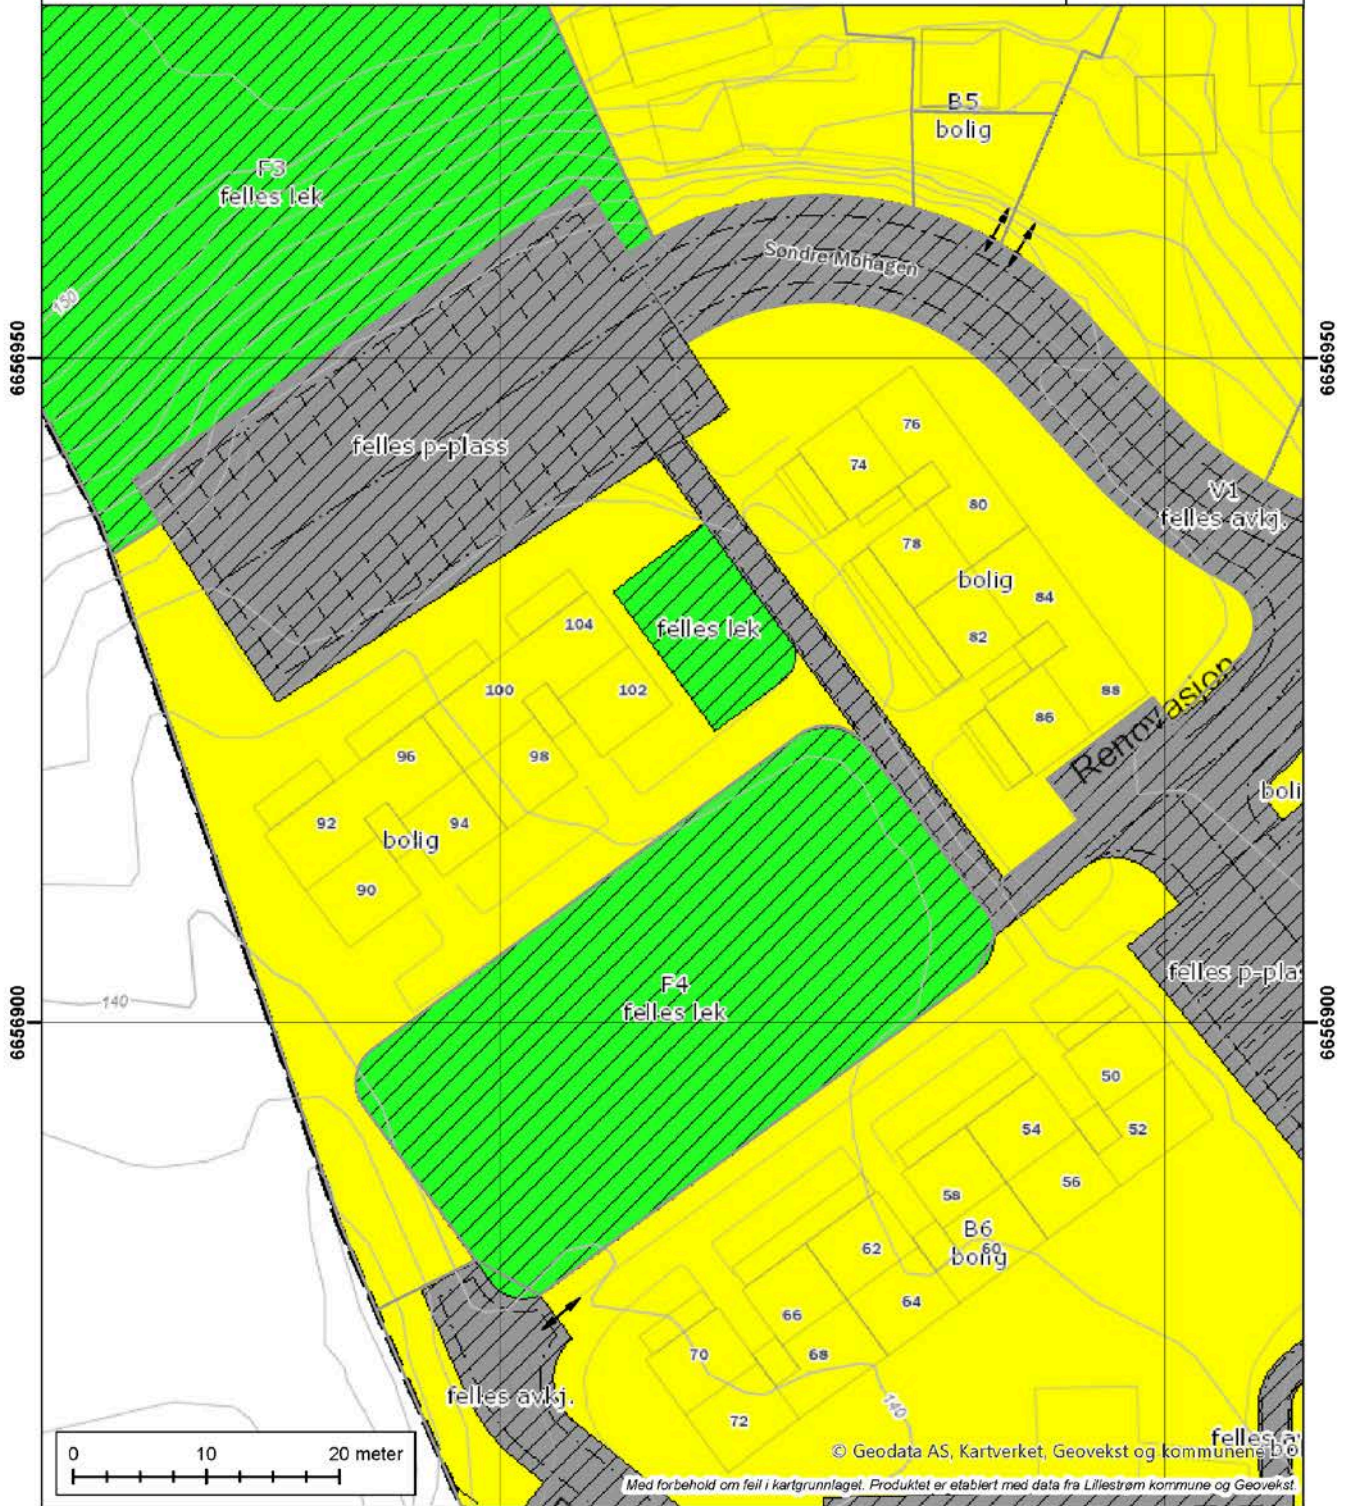 B5
bolig
F3
felles lek
Søndre Mohagen
150
6656950
6656950
76
felles p-plass
74
80
V1
felles avkj.
78
bolig
84
104
felles lek
82
100
102
88
86
Renovasjon
96
98
boli
92
94
bolig
90
felles p-plas
F4
felles lek
140
6656900
6656900
50
54
52
56
58
B6
62
60
bolig
64
66
70
68
felles avkj.
140
72
felles av
0 10 20 meter
© Geodata AS, Kartverket, Geovekst og kommunene
Med forbehold om feil i kartgrunnlaget. Produktet er etablert med data fra Lillestrøm kommune og Geovekst.